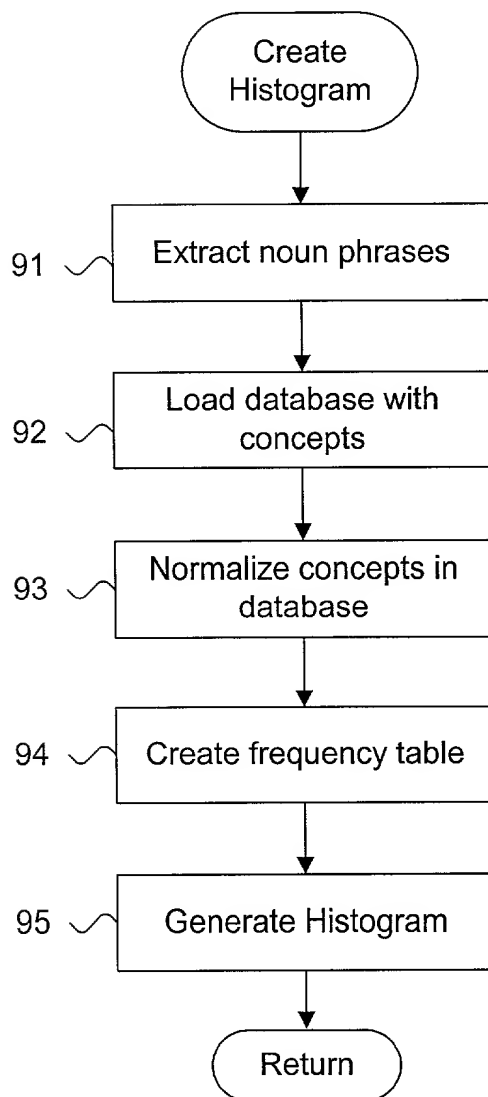 Create
Histogram
91
Extract noun phrases
92
Load database with
concepts
93
Normalize concepts in
database
94
Create frequency table
95
Generate Histogram
Return